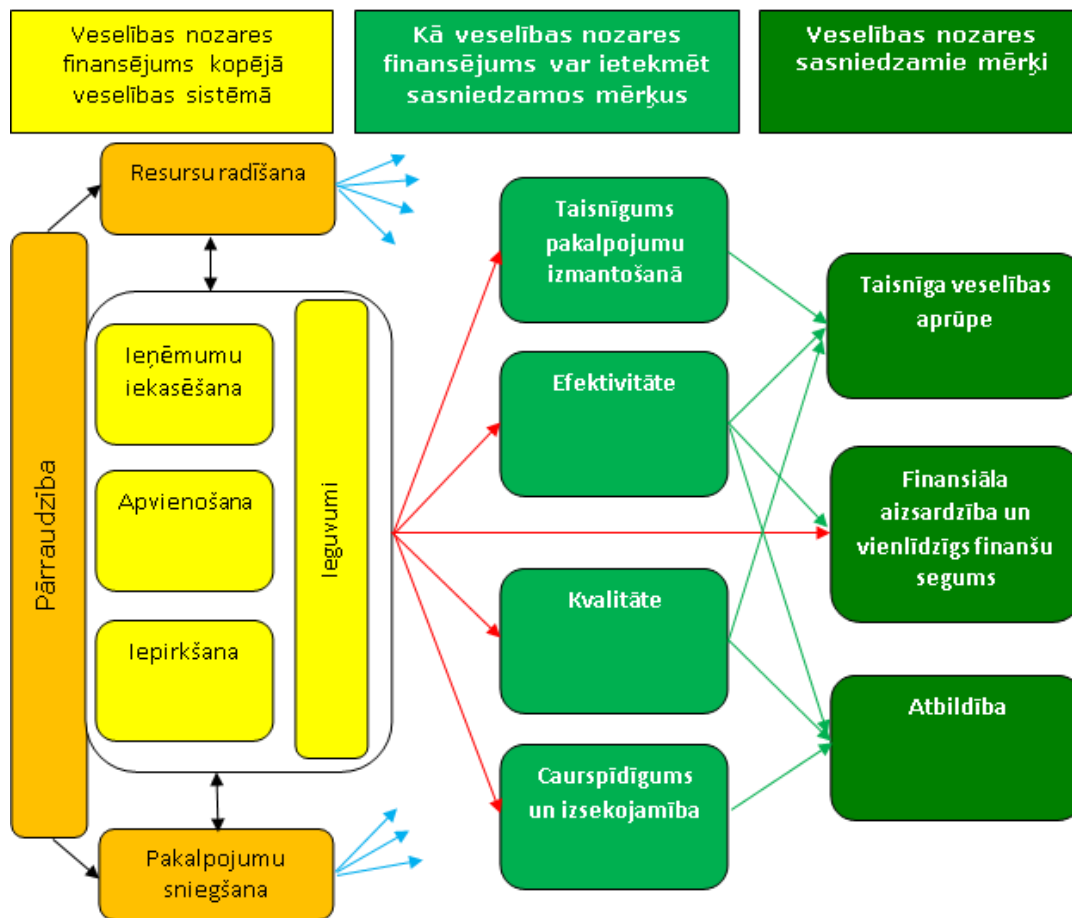 Veselības nozares
finansējums kopējā
veselības sistēmā
Kā veselības nozares
finansējums var ietekmēt
sasniedzamos mērķus
Veselības nozares
sasniedzamie mērķi
Resursu radīšana
Pārraudzība
Ieņēmumu
iekasēšana
Apvienošana
Iepirkšana
Ieguvumi
Pakalpojumu
sniegšana
Taisnīgums
pakalpojumu
izmantošanā
Efektivitāte
Kvalitāte
Caurspīdīgums
un izsekojamība
Taisnīga veselības
aprūpe
Finansiāla
aizsardzība un
vienlīdzīgs finanšu
segums
Atbildība